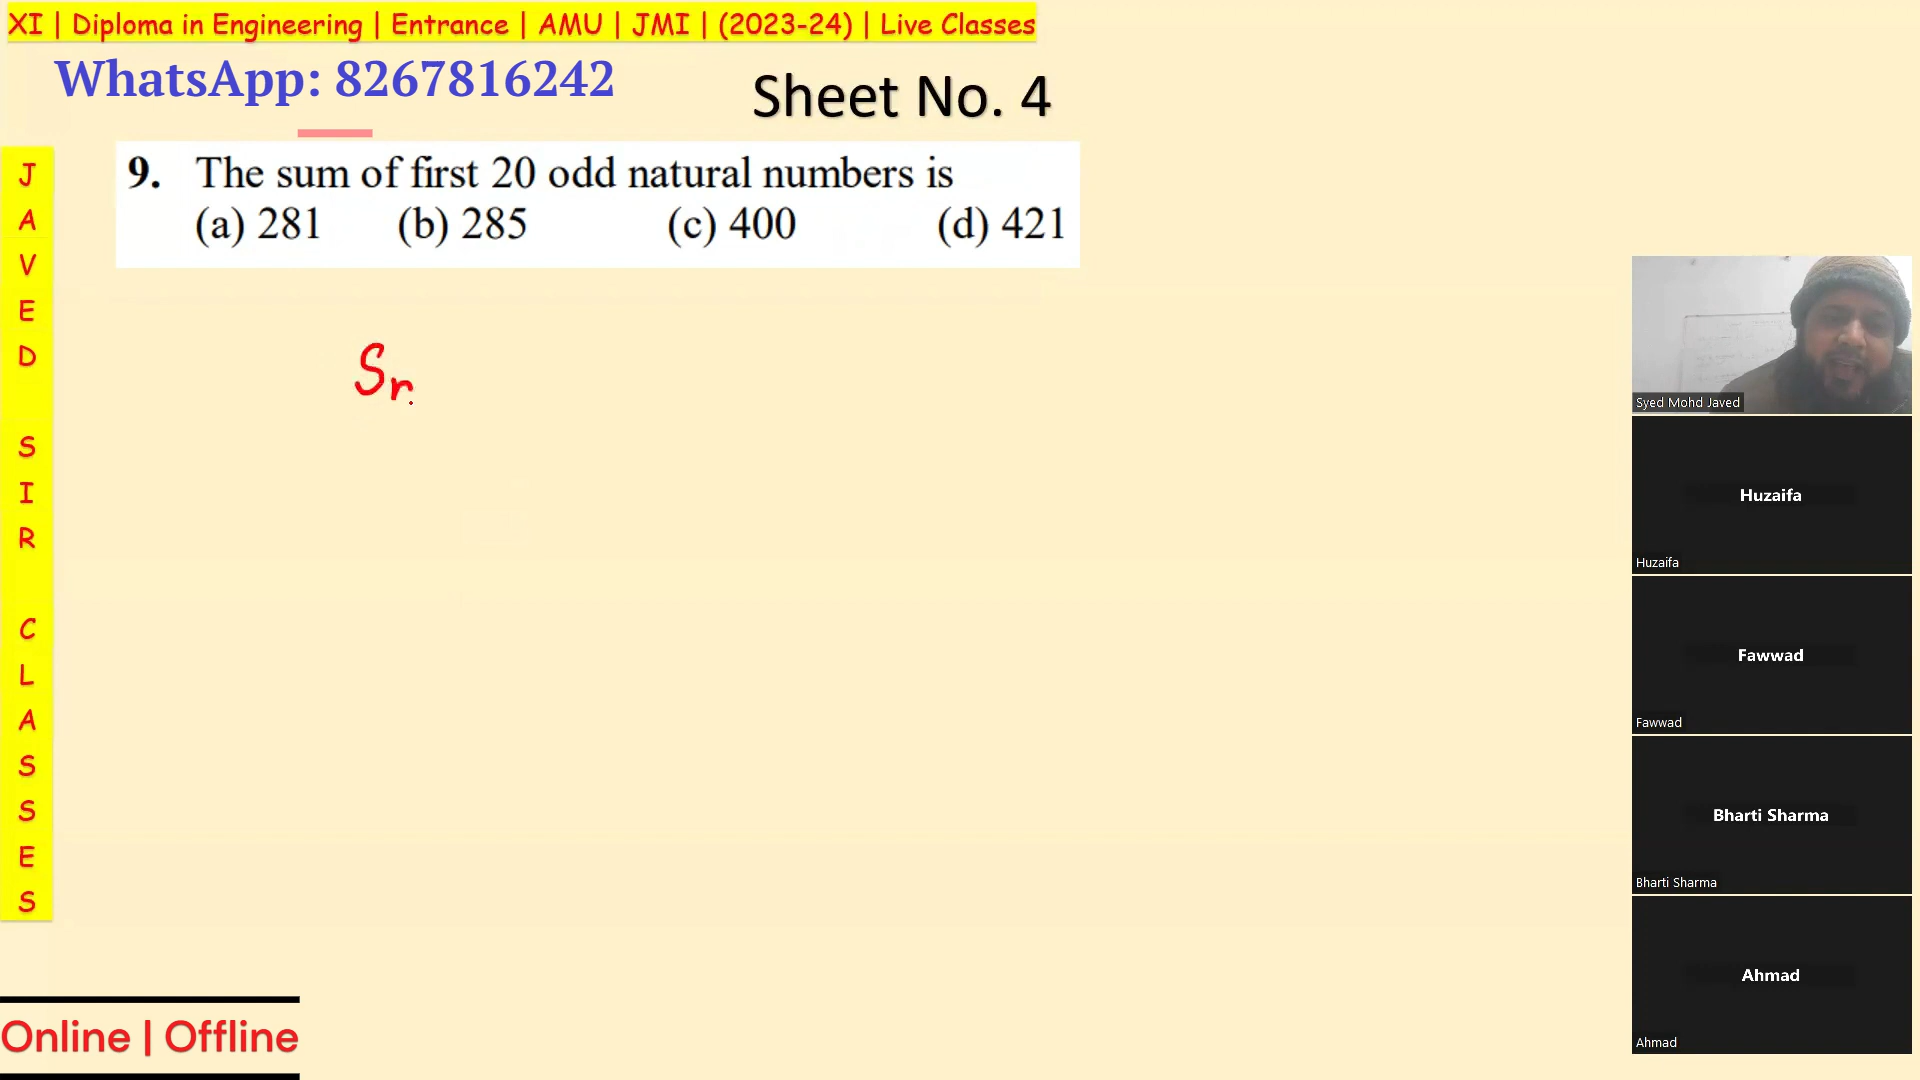 XI | Diploma in Engineering | Entrance | AMU | JMI | (2023-24) | Live Classes
WhatsApp: 8267816242
Sheet No. 4
J
A
V
E
D
S
I
R
C
L
A
S
S
E
S
9. The sum of first 20 odd natural numbers is
(a) 281 (b) 285 (c) 400 (d) 421
Sr
Syed Mohd Javed
Huzaifa
Huzaifa
Fawwad
Fawwad
Bharti Sharma
Bharti Sharma
Ahmad
Ahmad
Online | Offline